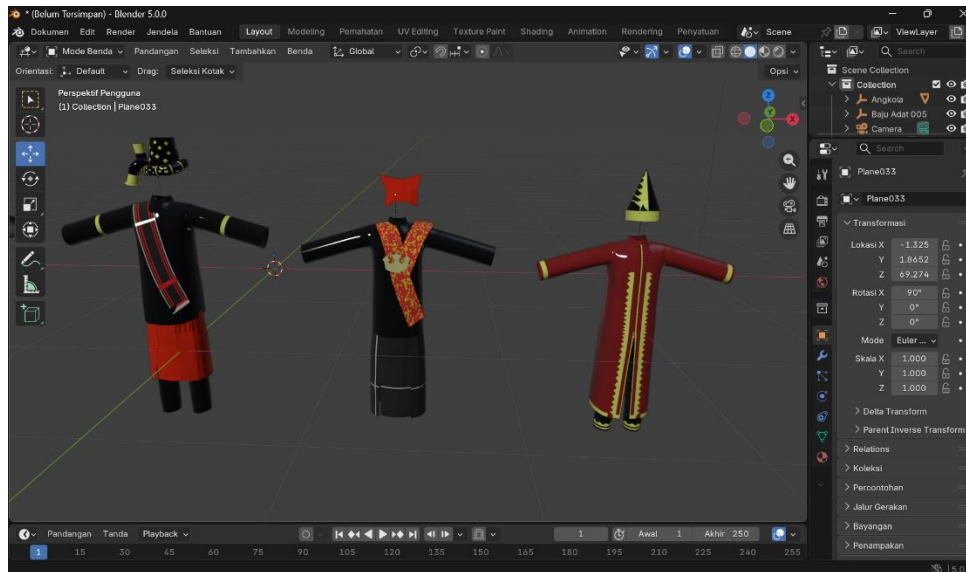 * (Belum Tersimpan) - Blender 5.0.0
Dokumen Edit Render Jendela Bantuan Layout Modeling Pemahatan UV Editing Texture Paint Shading Animation Rendering Penyatuan Scene ViewLayer
Mode Benda Pandangan Seleksi Tambahkan Benda Global Search
Orientasi: Default Drag: Seleksi Kotak Opsi
Scene Collection
Perspektif Pengguna
(1) Collection | Plane033
Collection
Angkola
Baju Adat 005
Camera
Search
Plane033
Plane033
Transformasi
Lokasi X -1.325
Y 1.8652
Z 69.274
Rotasi X 90°
Y 0°
Z 0°
Mode Euler ...
Skala X 1.000
Y 1.000
Z 1.000
Delta Transform
Parent Inverse Transform
Relations
Koleksi
Percontohan
Jalur Gerakan
Bayangan
Penampakan
X
Y
Z
Pandangan Tanda Playback 1 Awal 1 Akhir 250
1 15 30 45 60 75 90 105 120 135 150 165 180 195 210 225 240 255
5.0